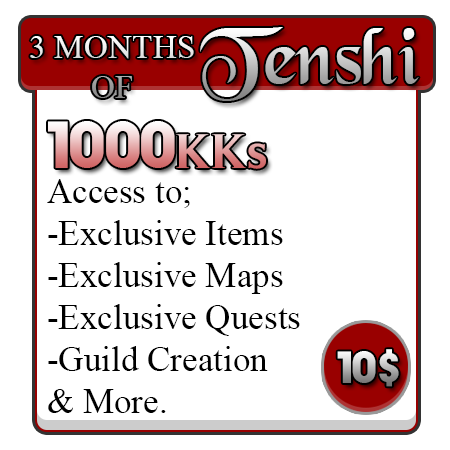 3 MONTHS OF Tenshi
1000KKs
Access to;
-Exclusive Items
-Exclusive Maps
-Exclusive Quests
-Guild Creation
& More.
10$